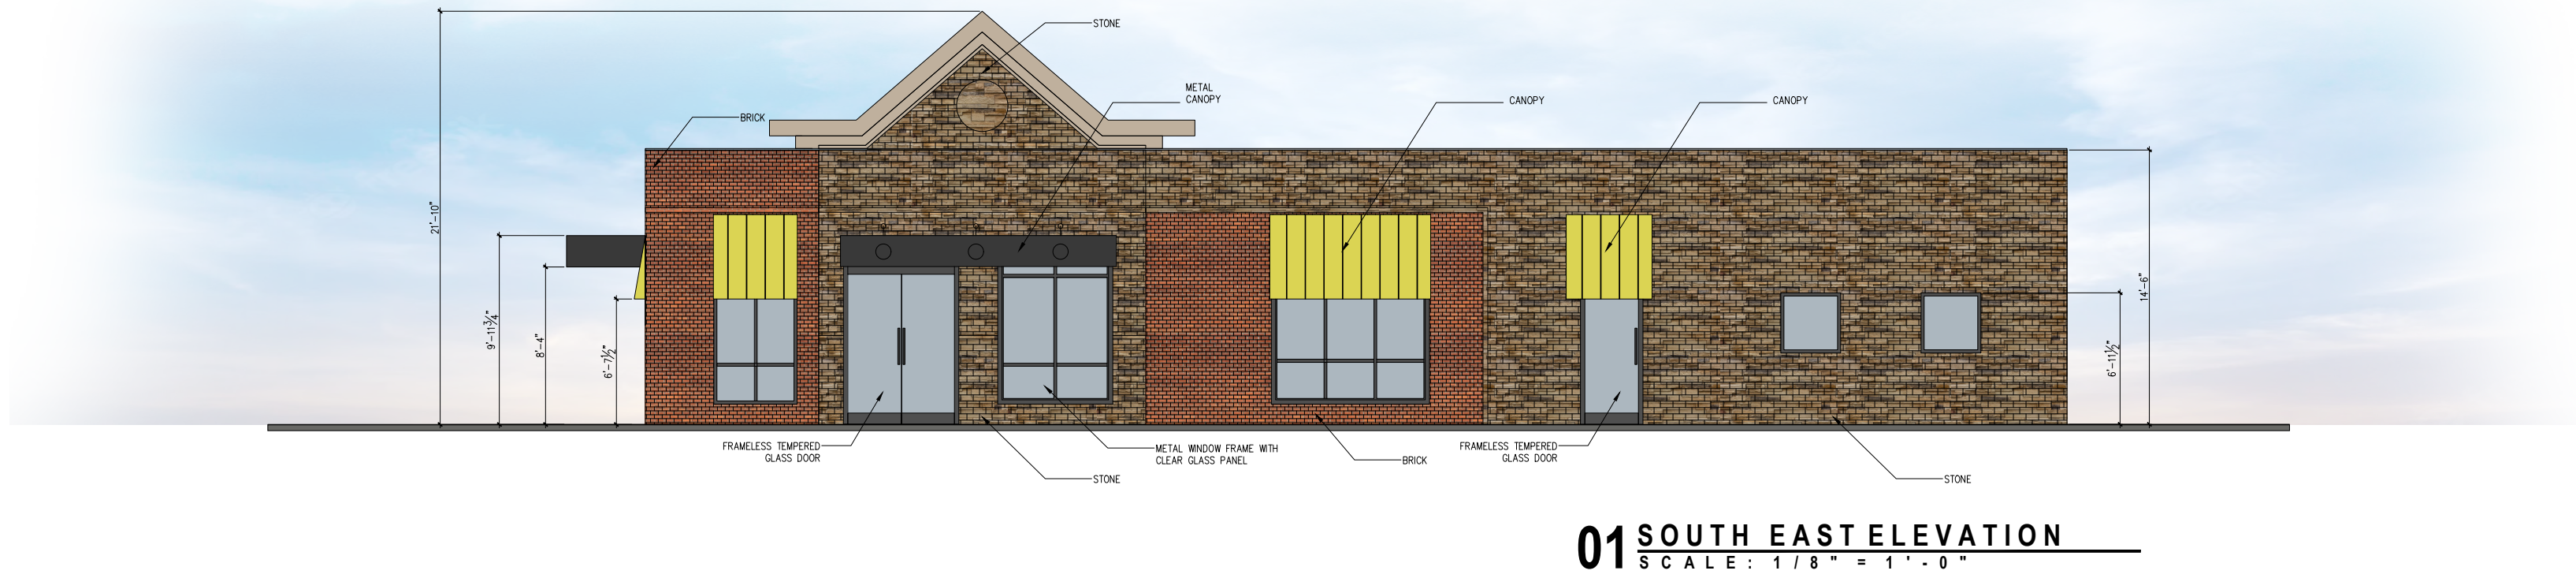 STONE
METAL
CANOPY
CANOPY
CANOPY
BRICK
21'-10"
9'-11¾"
8'-4"
6'-7½"
14'-6"
6'-11½"
FRAMELESS TEMPERED
GLASS DOOR
METAL WINDOW FRAME WITH
CLEAR GLASS PANEL
STONE
BRICK
FRAMELESS TEMPERED
GLASS DOOR
STONE
01 SOUTH EAST ELEVATION
SCALE: 1/8" = 1'-0"